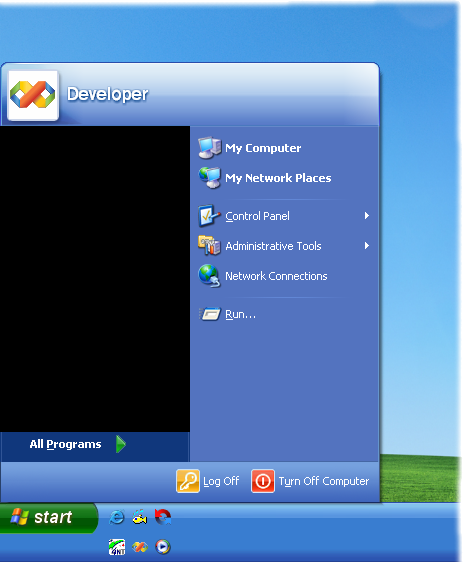 Developer
My Computer
My Network Places
Control Panel
Administrative Tools
Network Connections
Run...
All Programs
Log Off
Turn Off Computer
start
4NT